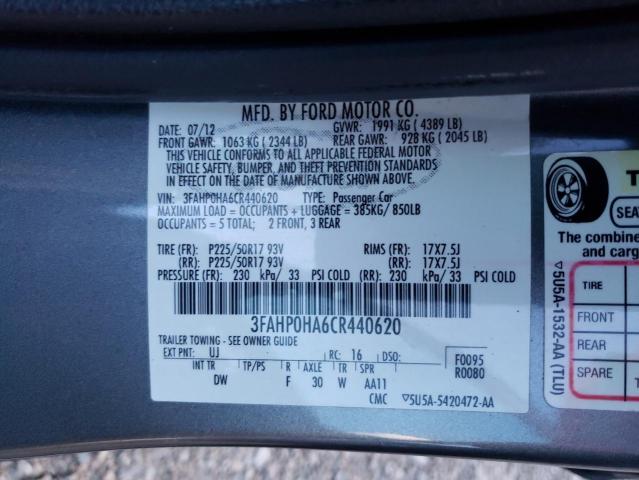 MFD. BY FORD MOTOR CO.
DATE: 07/12 GVWR: 1991 KG ( 4389 LB)
FRONT GAWR: 1063 KG ( 2344 LB) REAR GAWR: 928 KG ( 2045 LB)
THIS VEHICLE CONFORMS TO ALL APPLICABLE FEDERAL MOTOR
VEHICLE SAFETY, BUMPER, AND THEFT PREVENTION STANDARDS
IN EFFECT ON THE DATE OF MANUFACTURE SHOWN ABOVE.
VIN: 3FAHP0HA6CR440620 TYPE: Passenger Car
MAXIMUM LOAD = OCCUPANTS + LUGGAGE = 385KG/ 850LB
OCCUPANTS = 5 TOTAL; 2 FRONT, 3 REAR
TIRE (FR): P225/50R17 93V RIMS (FR): 17X7.5J
(RR): P225/50R17 93V (RR): 17X7.5J
PRESSURE (FR): 230 kPa/ 33 PSI COLD (RR): 230 kPa/ 33 PSI COLD
3FAHP0HA6CR440620
TRAILER TOWING - SEE OWNER GUIDE
EXT PNT: UJ RC: 16 DSO: F0095
INT TR TP/PS R AXLE TR SPR R0080
DW F 30 W AA11
CMC ▽5U5A-5420472-AA
▽5U5A-1532-AA (TLU)
The combine
and carg
TIRE
FRONT
REAR
SPARE